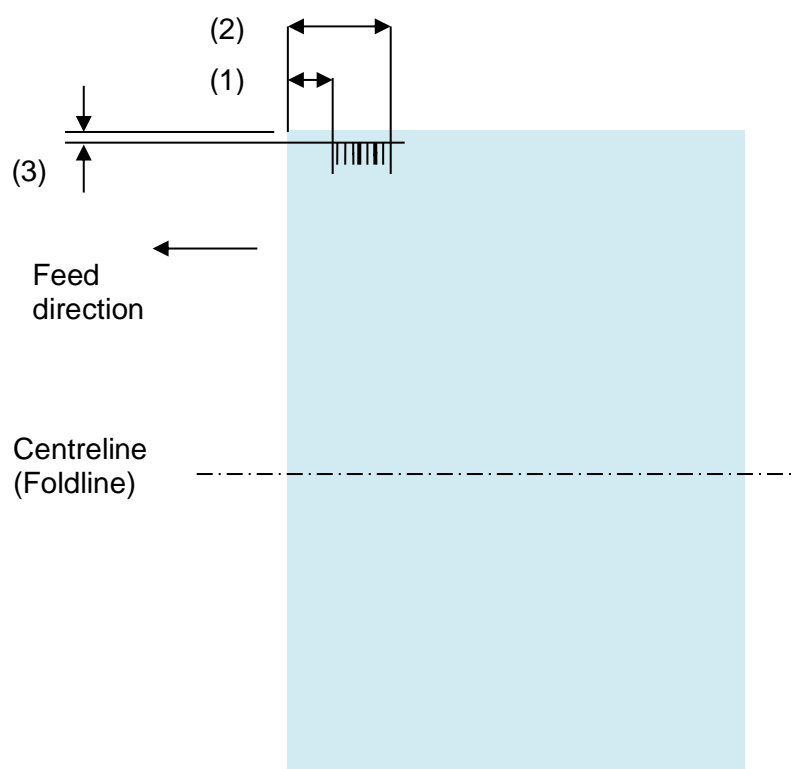 (2)
(1)
(3)
Feed
direction
Centreline
(Foldline)